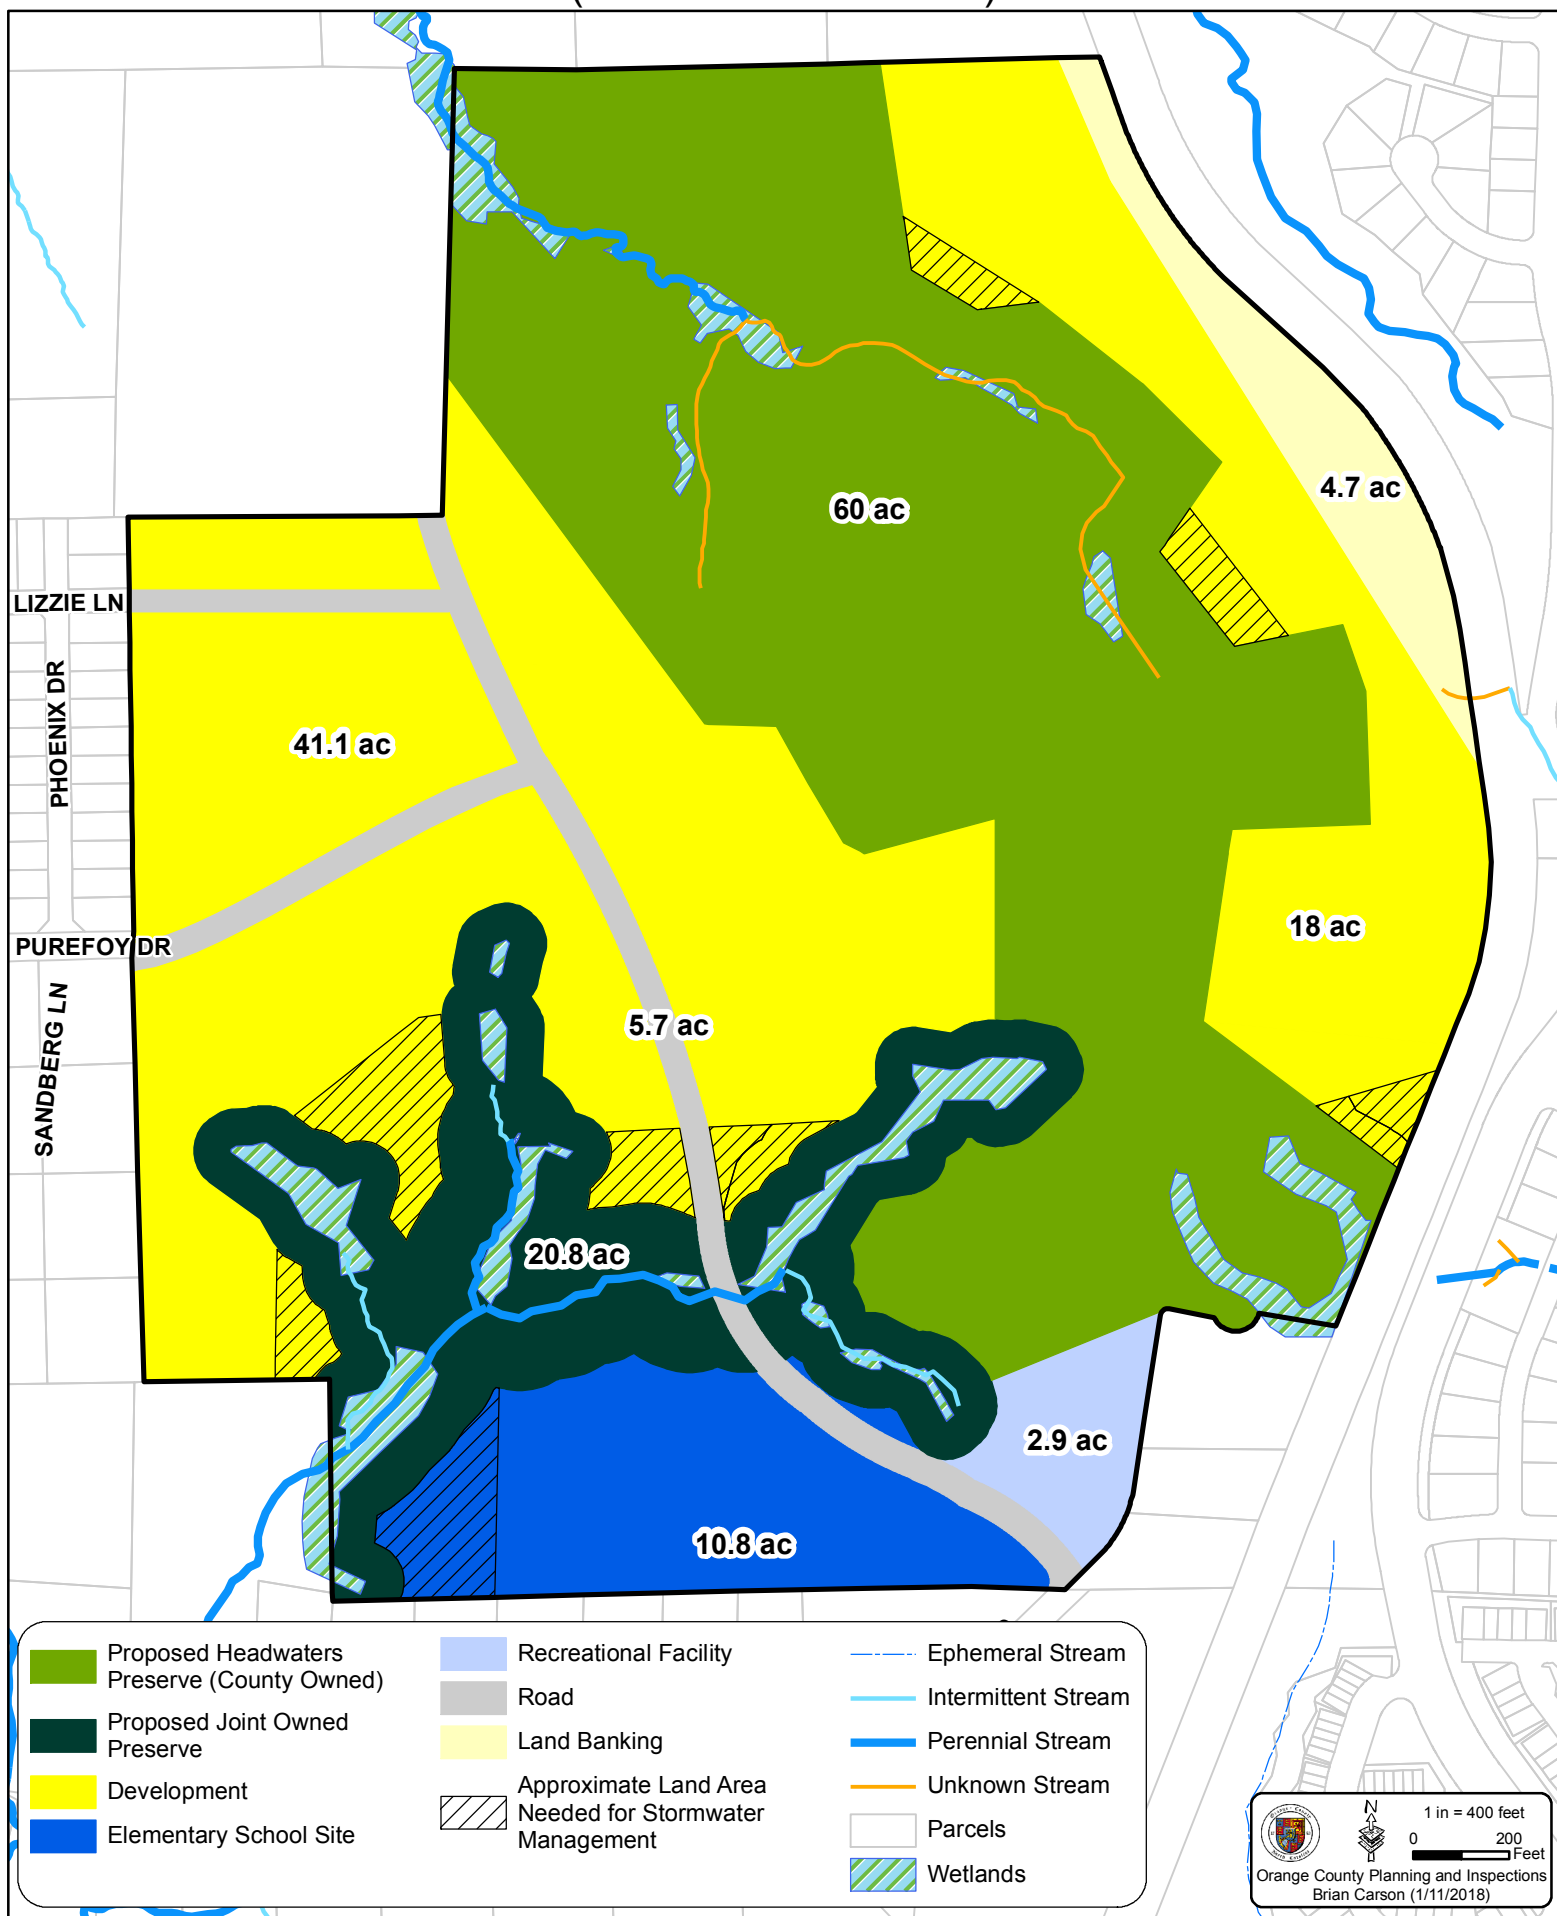 4.7 ac
60 ac
LIZZIE LN
PHOENIX DR
41.1 ac
18 ac
PUREFOY DR
SANDBERG LN
5.7 ac
20.8 ac
2.9 ac
10.8 ac
Proposed Headwaters
Preserve (County Owned)
Proposed Joint Owned
Preserve
Development
Elementary School Site
Recreational Facility
Road
Land Banking
Approximate Land Area
Needed for Stormwater
Management
Ephemeral Stream
Intermittent Stream
Perennial Stream
Unknown Stream
Parcels
Wetlands
N
1 in = 400 feet
0 200
Feet
Orange County Planning and Inspections
Brian Carson (1/11/2018)